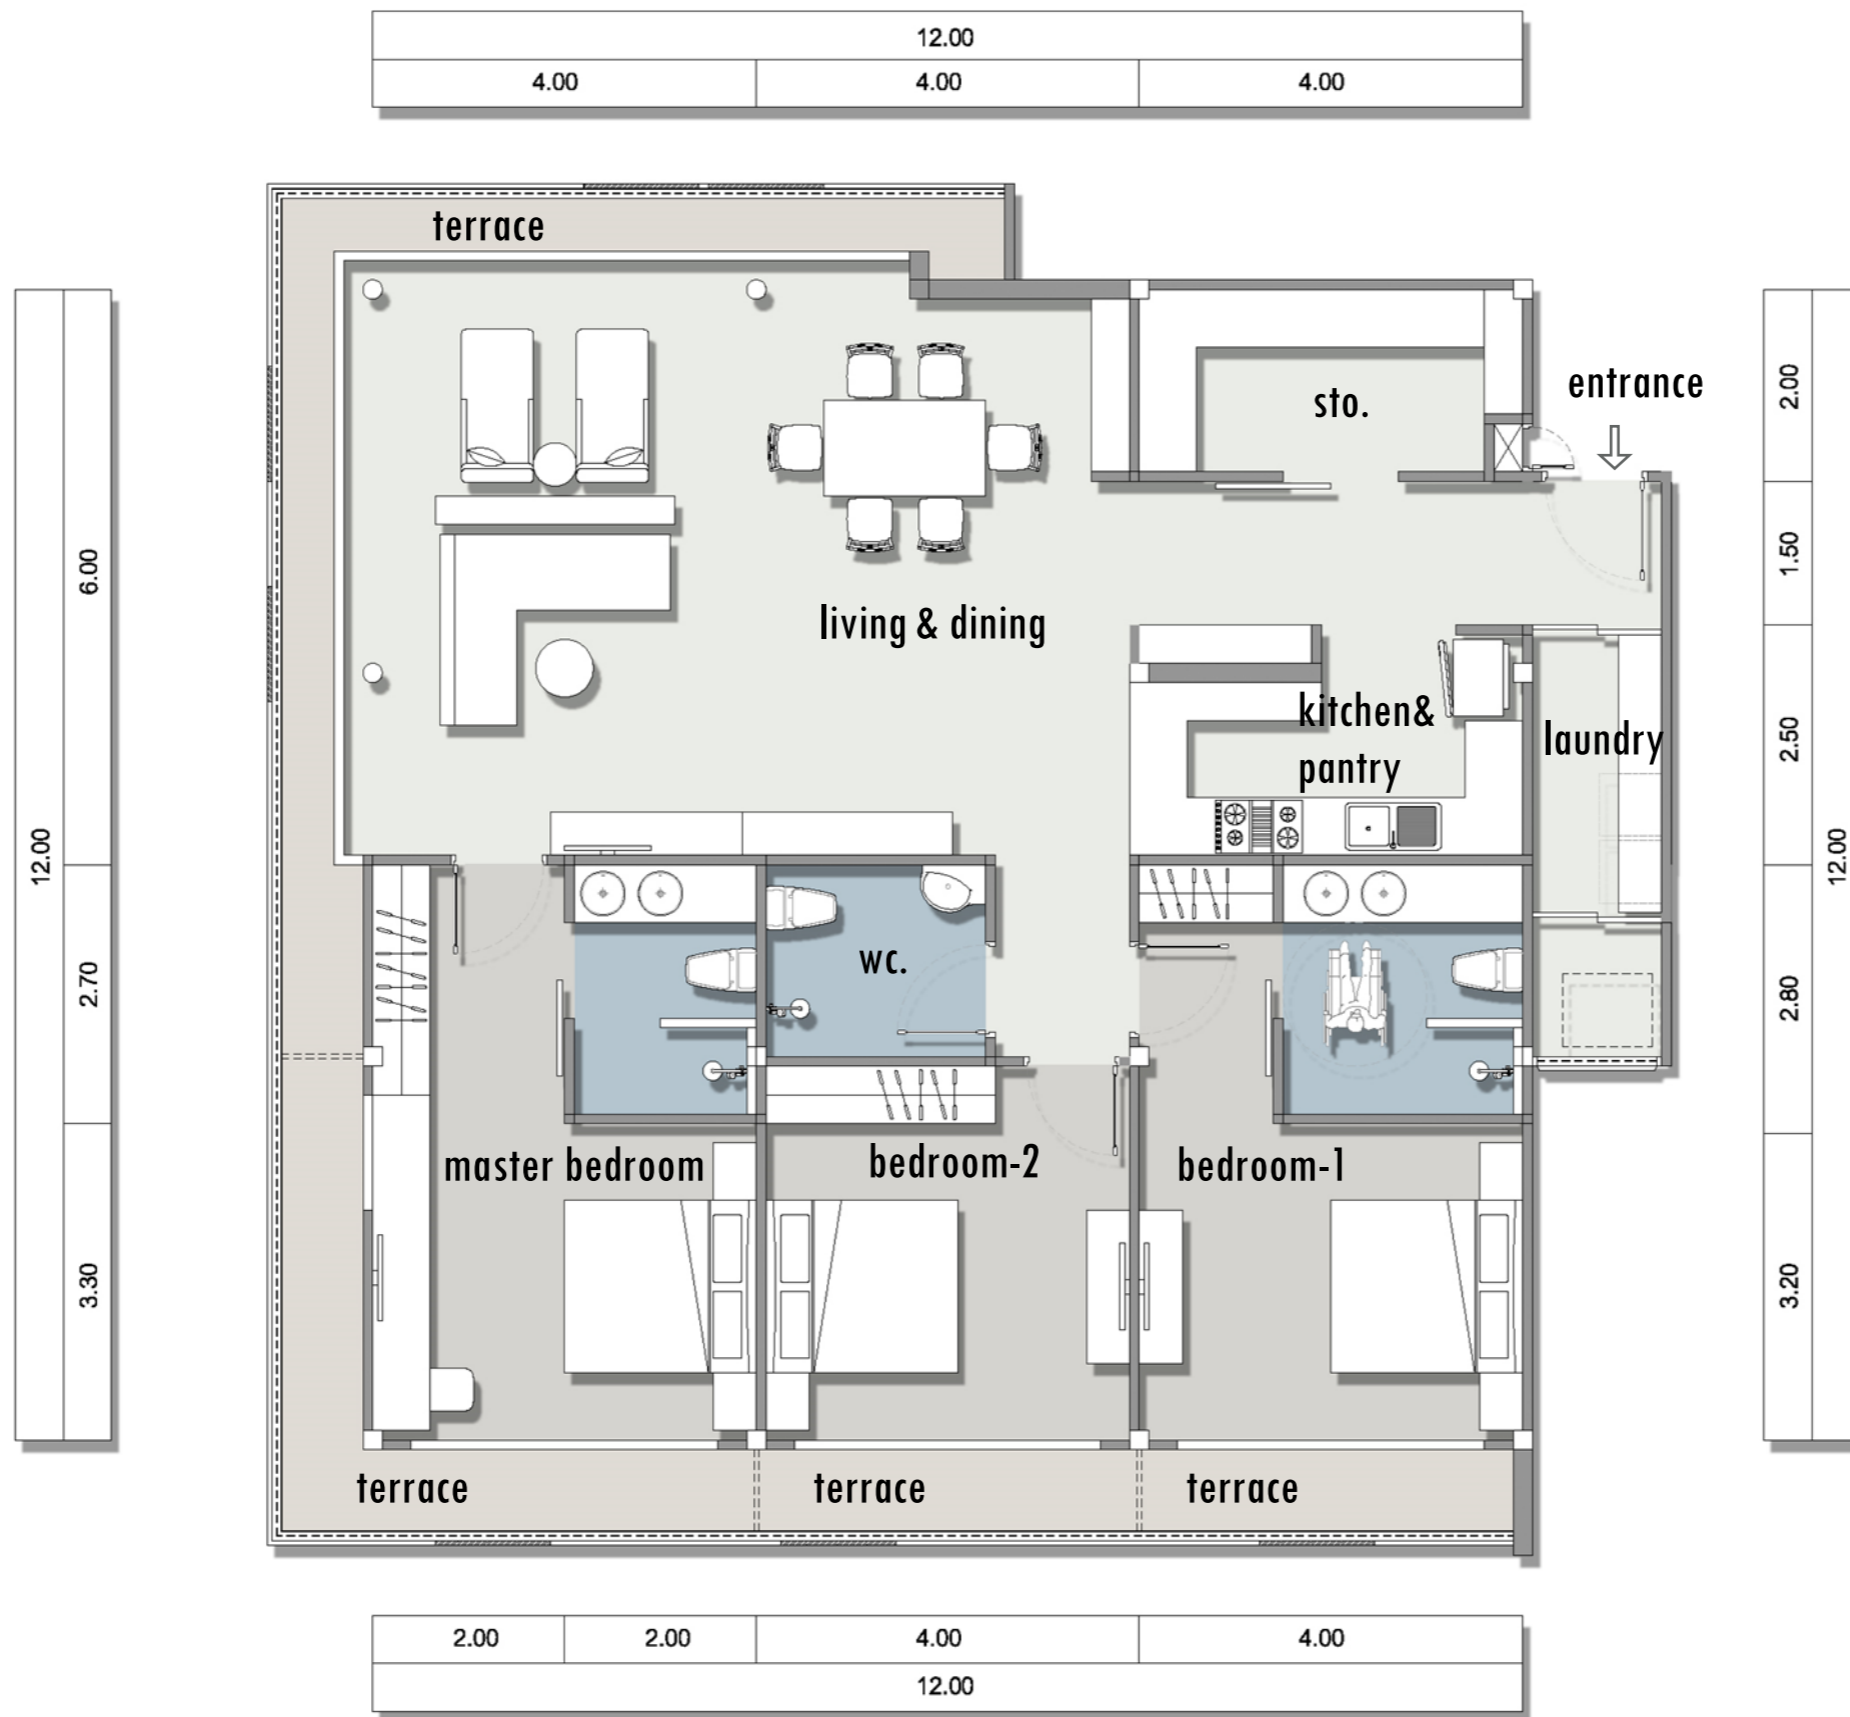 12.00
4.00 4.00 4.00
terrace
entrance
sto.
2.00
1.50
6.00
living & dining
kitchen&
pantry
laundry
2.50
12.00
12.00
wc.
2.70
2.80
master bedroom
bedroom-2
bedroom-1
3.30
3.20
terrace
terrace
terrace
2.00 2.00 4.00 4.00
12.00